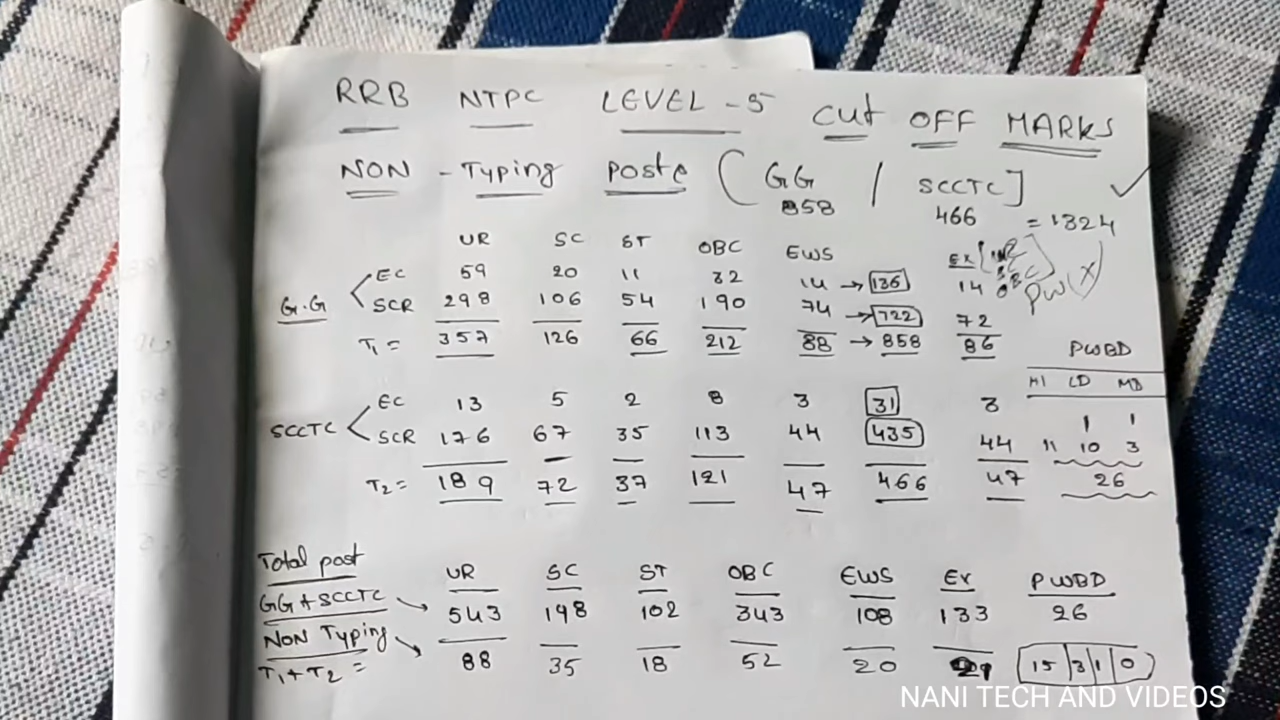 RRB NTPC LEVEL-5 CUT OFF MARKS
NON - Typing Posts ( GG / SCCTC ]
858 466 = 1324
UR SC ST OBC EWS Ex
G.G EC 59 20 11 32 14 → 136 14
SCR 298 106 54 190 74 → 722 72
T1 = 357 126 66 212 88 → 858 86
PW(X)
PWBD
HI LD MD
SCCTC EC 13 5 2 8 3 31 3 1 1
SCR 176 67 35 113 44 435 44 11 10 3
T2 = 189 72 37 121 47 466 47 26
Total post
UR SC ST OBC EWS Ex PWBD
GG+SCCTC → 543 198 102 343 108 133 26
NON Typing
T1+T2 = 88 35 18 52 20 29 15 3 1 0
NANI TECH AND VIDEOS